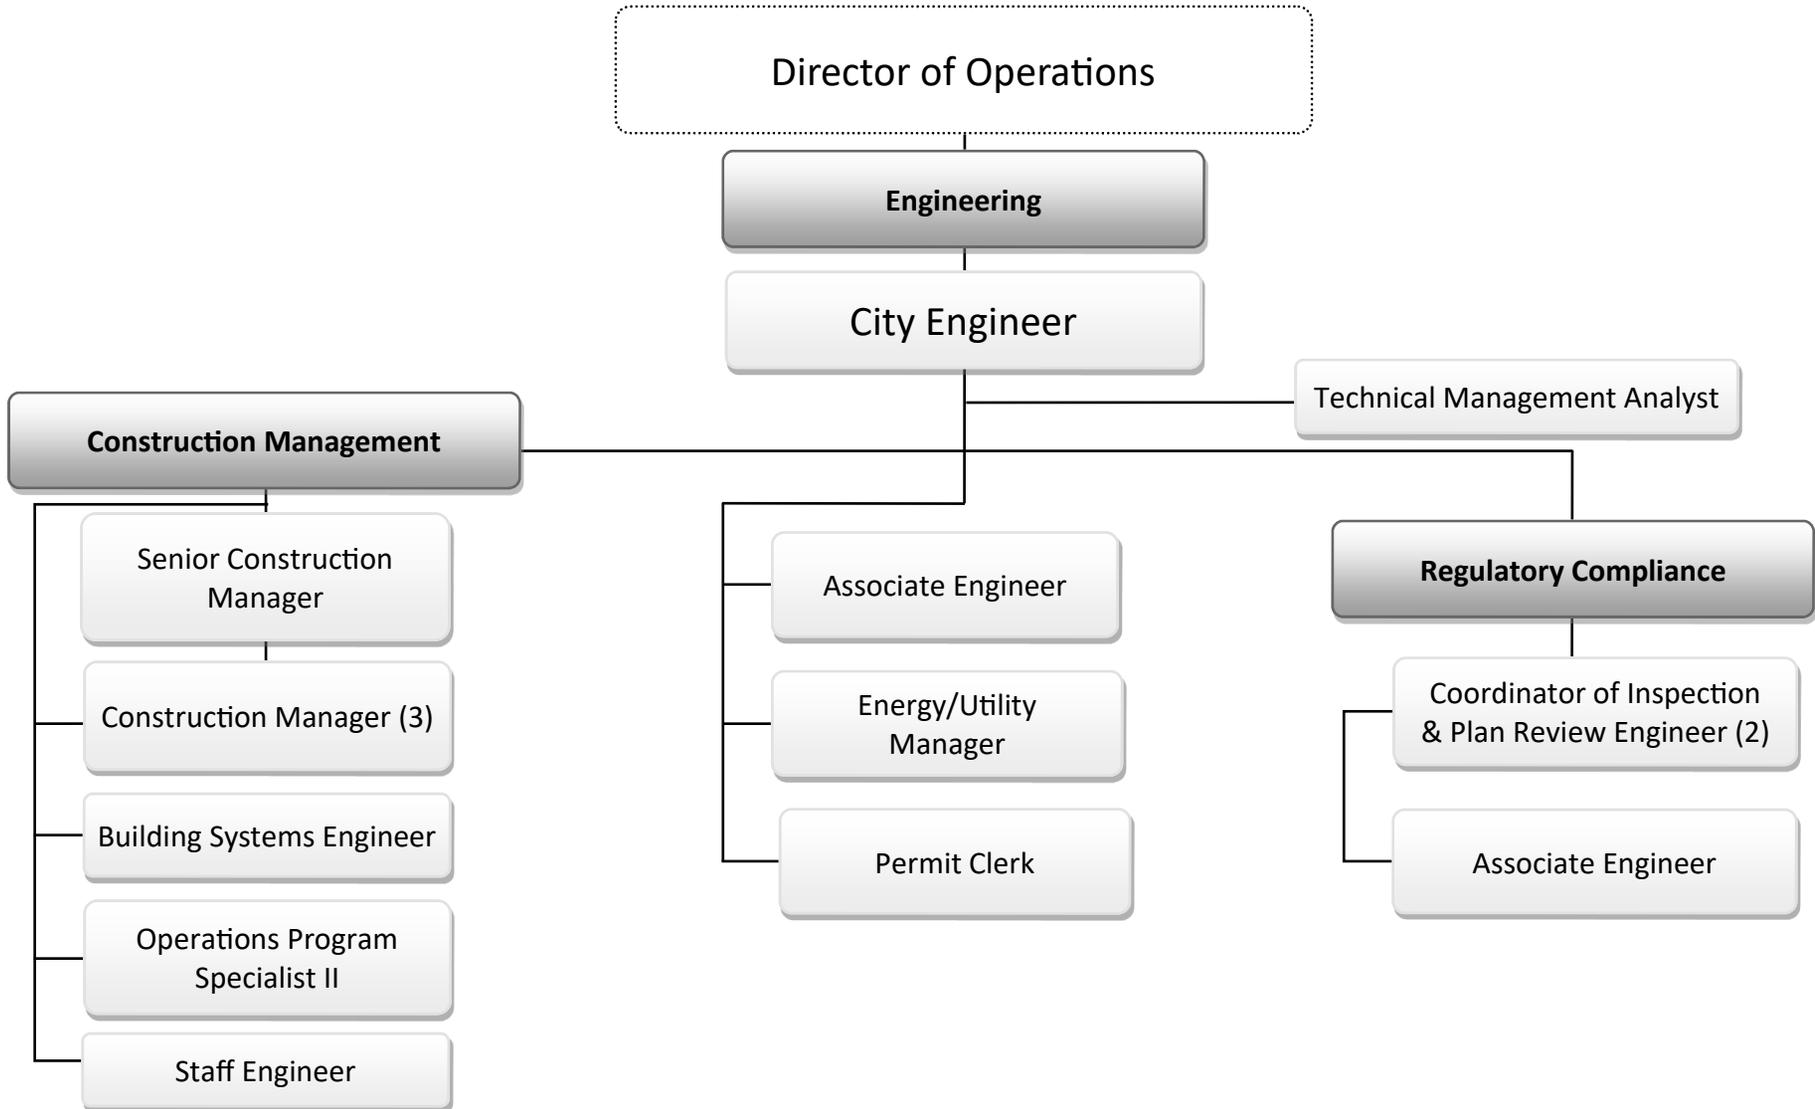 Director of Operations
Engineering
City Engineer
Technical Management Analyst
Construction Management
Senior Construction
Manager
Construction Manager (3)
Building Systems Engineer
Operations Program
Specialist II
Staff Engineer
Associate Engineer
Energy/Utility
Manager
Permit Clerk
Regulatory Compliance
Coordinator of Inspection
& Plan Review Engineer (2)
Associate Engineer